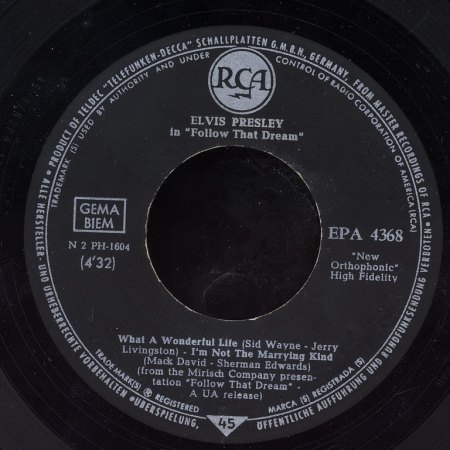 PRODUCT OF TELDEC "TELEFUNKEN-DECCA" SCHALLPLATTEN G.M.B.H, GERMANY, FROM MASTER RECORDINGS OF RCA •
TRADEMARK (S) USED BY AUTHORITY AND UNDER CONTROL OF RADIO CORPORATION OF AMERICA (RCA)
RCA
ELVIS PRESLEY
in "Follow That Dream"
GEMA
BIEM
N 2 PH-1604
(4'32)
EPA 4368
"New
Orthophonic"
High Fidelity
What A Wonderful Life (Sid Wayne - Jerry
Livingston) - I'm Not The Marrying Kind
(Mack David - Sherman Edwards)
(from the Mirisch Company presen-
tation "Follow That Dream" -
A UA release)
TRADE MARK(S) ® REGISTERED
MARCA (S) REGISTRADA (S)
• ALLE HERSTELLER- UND URHEBERRECHTE VORBEHALTEN •ÜBERSPIELUNG,
45
ÖFFENTLICHE AUFFÜHRUNG UND RUNDFUNKSENDUNG VERBOTEN •